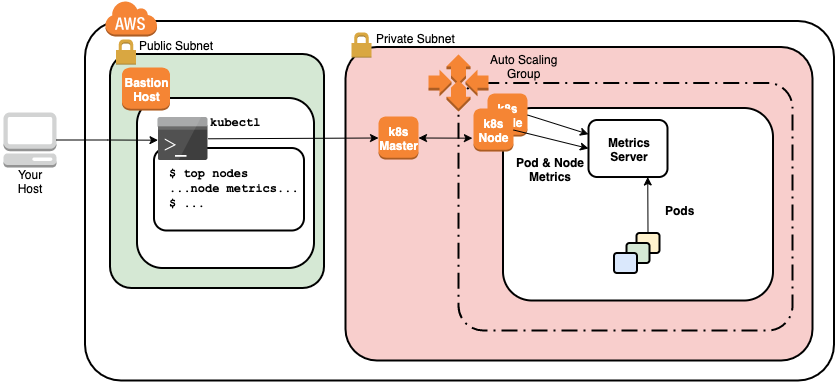 AWS
Public Subnet
Private Subnet
Bastion
Host
Auto Scaling
Group
kubectl
>_
$ top nodes
...node metrics...
$ ...
Your
Host
k8s
Master
k8s
Node
k8s
Pod & Node
Metrics
Metrics
Server
Pods